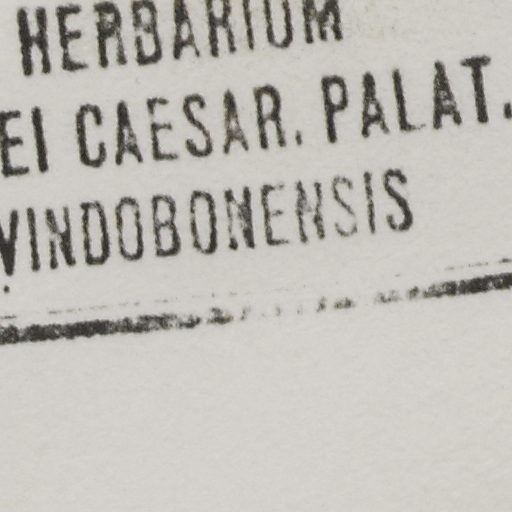 HERBARIUM
EI CAESAR. PALAT.
VINDOBONENSIS